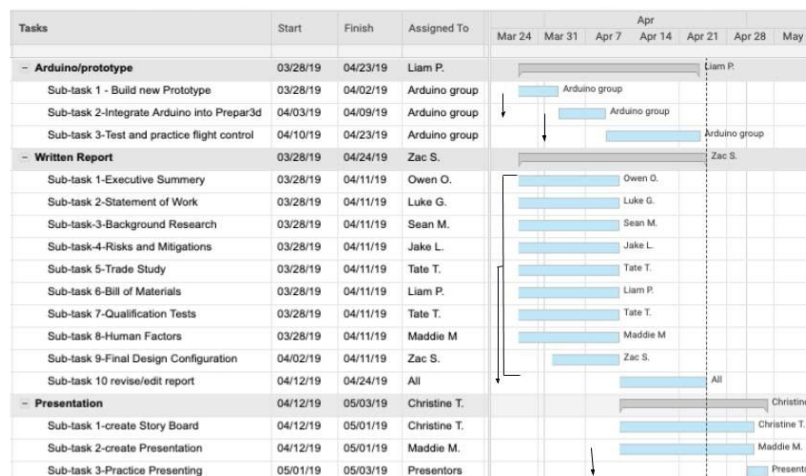 Tasks Start Finish Assigned To Apr
Mar 24 Mar 31 Apr 7 Apr 14 Apr 21 Apr 28 May
Arduino/prototype 03/28/19 04/23/19 Liam P. Liam P.
Sub-task 1 - Build new Prototype 03/28/19 04/02/19 Arduino group Arduino group
Sub-task 2-Integrate Arduino into Prepar3d 04/03/19 04/09/19 Arduino group Arduino group
Sub-task 3-Test and practice flight control 04/10/19 04/23/19 Arduino group Arduino group
Written Report 03/28/19 04/24/19 Zac S. Zac S.
Sub-task 1-Executive Summery 03/28/19 04/11/19 Owen O. Owen O.
Sub-task 2-Statement of Work 03/28/19 04/11/19 Luke G. Luke G.
Sub-task-3-Background Research 03/28/19 04/11/19 Sean M. Sean M.
Sub-task-4-Risks and Mitigations 03/28/19 04/11/19 Jake L. Jake L.
Sub-task 5-Trade Study 03/28/19 04/11/19 Tate T. Tate T.
Sub-task 6-Bill of Materials 03/28/19 04/11/19 Liam P. Liam P.
Sub-task 7-Qualification Tests 03/28/19 04/11/19 Tate T. Tate T.
Sub-task 8-Human Factors 03/28/19 04/11/19 Maddie M Maddie M
Sub-task 9-Final Design Configuration 04/02/19 04/11/19 Zac S. Zac S.
Sub-task 10 revise/edit report 04/12/19 04/24/19 All All
Presentation 04/12/19 05/03/19 Christine T. Christine
Sub-task 1-create Story Board 04/12/19 05/01/19 Christine T. Christine T.
Sub-task 2-create Presentation 04/12/19 05/01/19 Maddie M. Maddie M.
Sub-task 3-Practice Presenting 05/01/19 05/03/19 Presentors Present